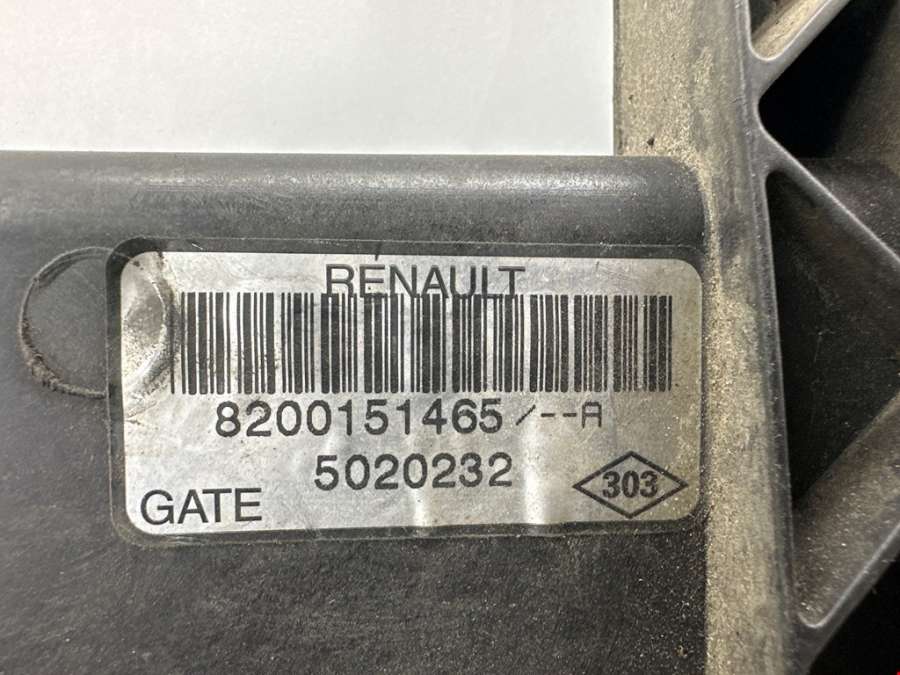 RENAULT
8200151465/--A
5020232
GATE
303